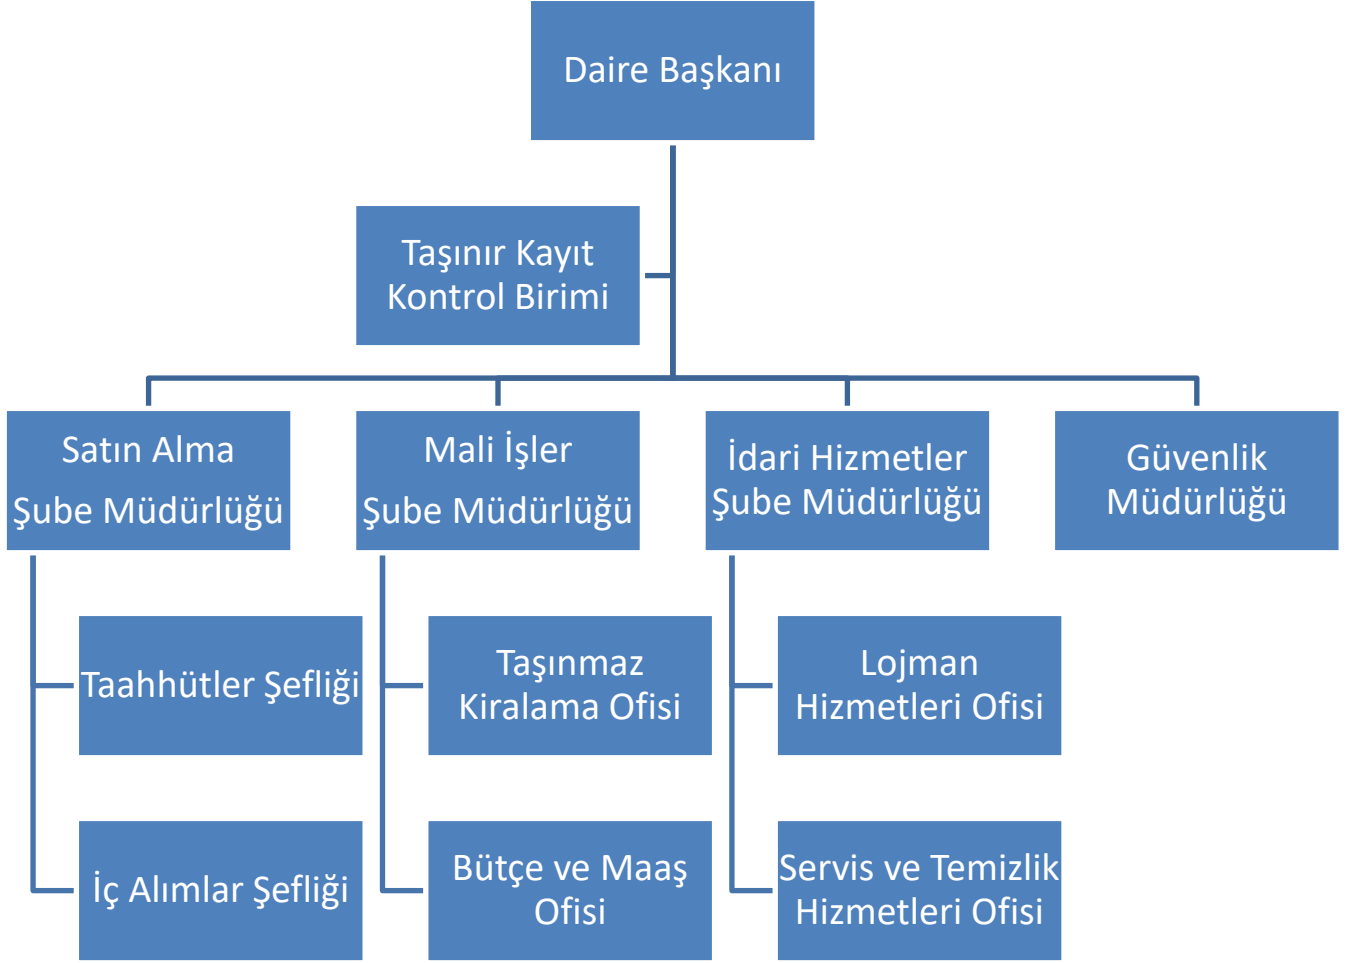 Daire Başkanı
Taşınır Kayıt
Kontrol Birimi
Satın Alma
Şube Müdürlüğü
Mali İşler
Şube Müdürlüğü
İdari Hizmetler
Şube Müdürlüğü
Güvenlik
Müdürlüğü
Taahhütler Şefliği
Taşınmaz
Kiralama Ofisi
Lojman
Hizmetleri Ofisi
İç Alımlar Şefliği
Bütçe ve Maaş
Ofisi
Servis ve Temizlik
Hizmetleri Ofisi